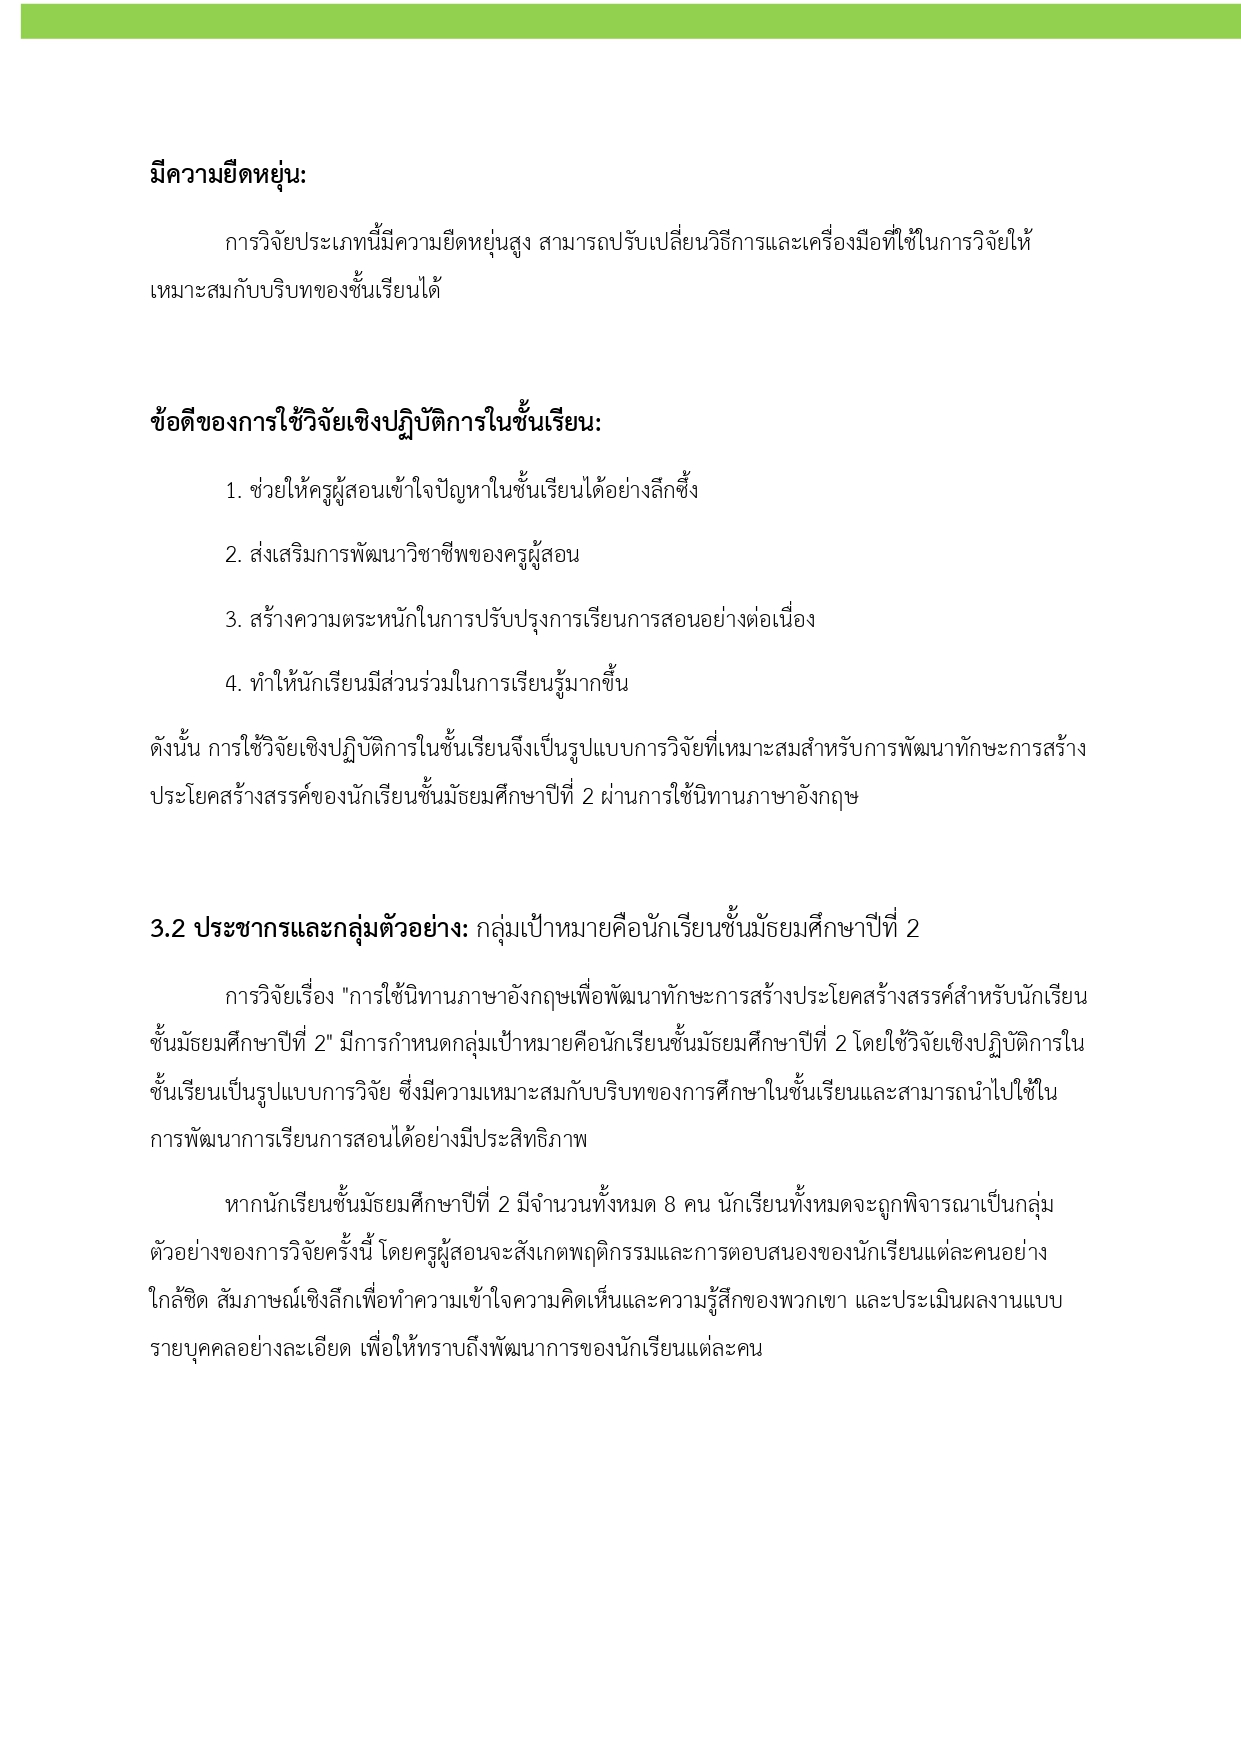 มีความยืดหยุ่น:
การวิจัยประเภทนี้มีความยืดหยุ่นสูง สามารถปรับเปลี่ยนวิธีการและเครื่องมือที่ใช้ในการวิจัยให้
เหมาะสมกับบริบทของชั้นเรียนได้
ข้อดีของการใช้วิจัยเชิงปฏิบัติการในชั้นเรียน:
1. ช่วยให้ครูผู้สอนเข้าใจปัญหาในชั้นเรียนได้อย่างลึกซึ้ง
2. ส่งเสริมการพัฒนาวิชาชีพของครูผู้สอน
3. สร้างความตระหนักในการปรับปรุงการเรียนการสอนอย่างต่อเนื่อง
4. ทำให้นักเรียนมีส่วนร่วมในการเรียนรู้มากขึ้น
ดังนั้น การใช้วิจัยเชิงปฏิบัติการในชั้นเรียนจึงเป็นรูปแบบการวิจัยที่เหมาะสมสำหรับการพัฒนาทักษะการสร้าง
ประโยคสร้างสรรค์ของนักเรียนชั้นมัธยมศึกษาปีที่ 2 ผ่านการใช้นิทานภาษาอังกฤษ
3.2 ประชากรและกลุ่มตัวอย่าง: กลุ่มเป้าหมายคือนักเรียนชั้นมัธยมศึกษาปีที่ 2
การวิจัยเรื่อง "การใช้นิทานภาษาอังกฤษเพื่อพัฒนาทักษะการสร้างประโยคสร้างสรรค์สำหรับนักเรียน
ชั้นมัธยมศึกษาปีที่ 2" มีการกำหนดกลุ่มเป้าหมายคือนักเรียนชั้นมัธยมศึกษาปีที่ 2 โดยใช้วิจัยเชิงปฏิบัติการใน
ชั้นเรียนเป็นรูปแบบการวิจัย ซึ่งมีความเหมาะสมกับบริบทของการศึกษาในชั้นเรียนและสามารถนำไปใช้ใน
การพัฒนาการเรียนการสอนได้อย่างมีประสิทธิภาพ
หากนักเรียนชั้นมัธยมศึกษาปีที่ 2 มีจำนวนทั้งหมด 8 คน นักเรียนทั้งหมดจะถูกพิจารณาเป็นกลุ่ม
ตัวอย่างของการวิจัยครั้งนี้ โดยครูผู้สอนจะสังเกตพฤติกรรมและการตอบสนองของนักเรียนแต่ละคนอย่าง
ใกล้ชิด สัมภาษณ์เชิงลึกเพื่อทำความเข้าใจความคิดเห็นและความรู้สึกของพวกเขา และประเมินผลงานแบบ
รายบุคคลอย่างละเอียด เพื่อให้ทราบถึงพัฒนาการของนักเรียนแต่ละคน